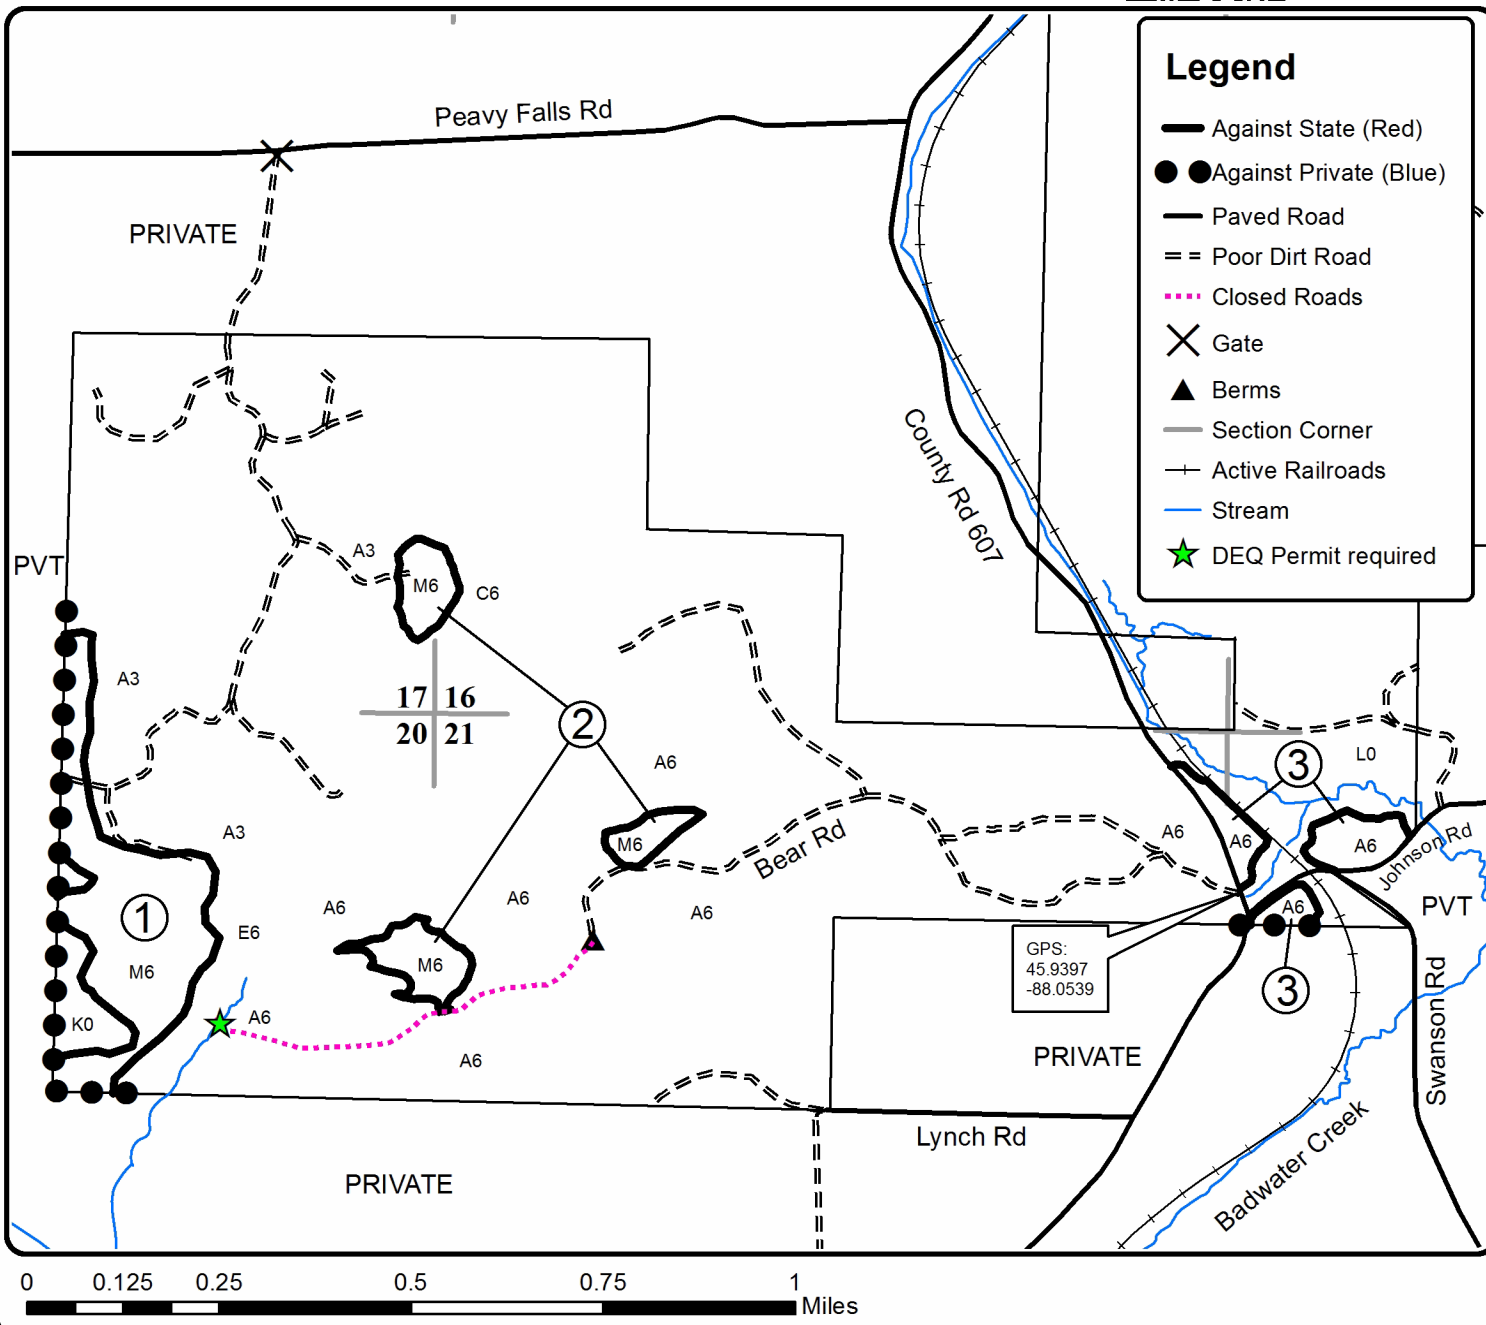 Peavy Falls Rd
PRIVATE
Legend
Against State (Red)
Against Private (Blue)
Paved Road
Poor Dirt Road
Closed Roads
Gate
Berms
Section Corner
Active Railroads
Stream
DEQ Permit required
County Rd 607
PVT
A3
M6
C6
A3
17 16
20 21
2
A6
3
L0
A3
A6
A6
A6
M6
Bear Rd
Johnson Rd
1
A6
A6
A6
A6
PVT
E6
M6
M6
GPS:
45.9397
-88.0539
3
K0
A6
A6
PRIVATE
Swanson Rd
Lynch Rd
Badwater Creek
PRIVATE
0 0.125 0.25 0.5 0.75 1
Miles